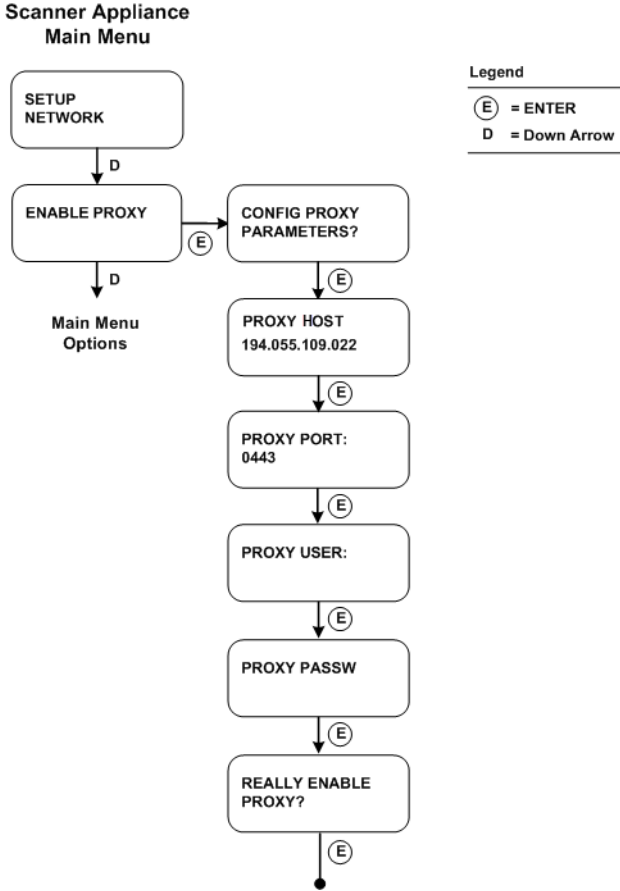 Scanner Appliance
Main Menu
Legend
E = ENTER
D = Down Arrow
SETUP
NETWORK
D
ENABLE PROXY
E
D
Main Menu
Options
CONFIG PROXY
PARAMETERS?
E
PROXY HOST
194.055.109.022
E
PROXY PORT:
0443
E
PROXY USER:
E
PROXY PASSW
E
REALLY ENABLE
PROXY?
E